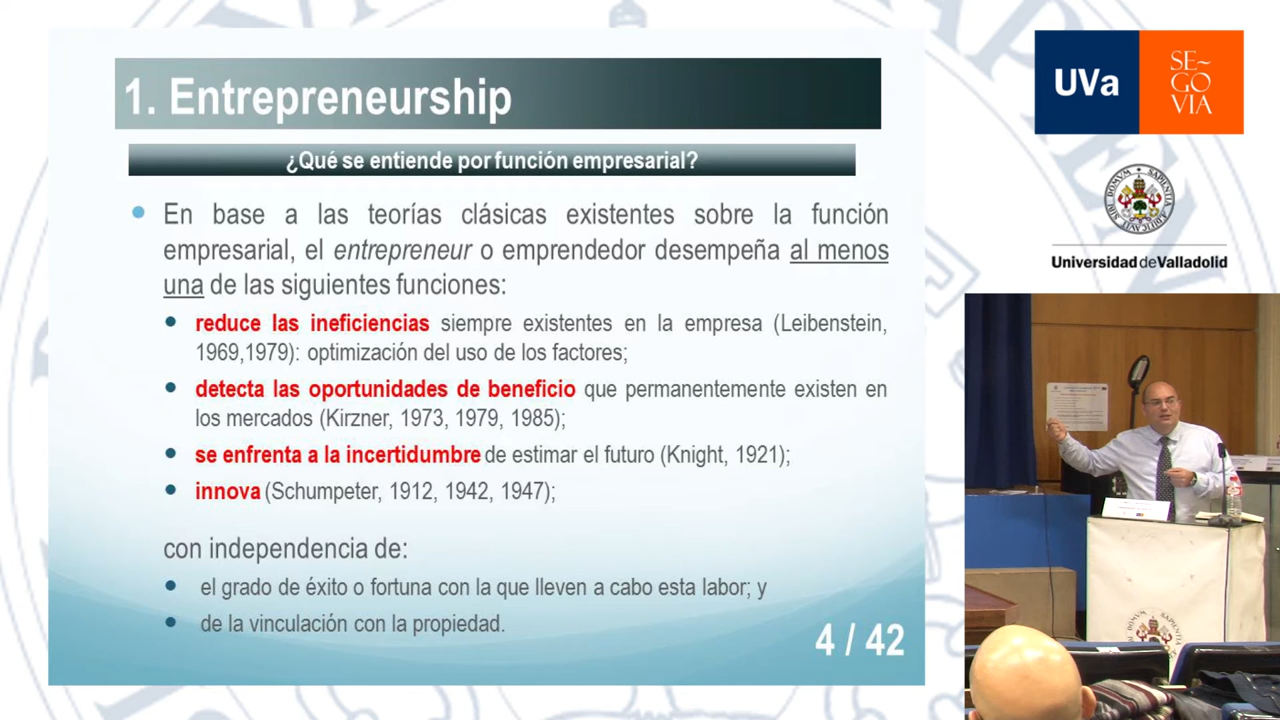 1. Entrepreneurship
¿Qué se entiende por función empresarial?
En base a las teorías clásicas existentes sobre la función
empresarial, el entrepreneur o emprendedor desempeña al menos
una de las siguientes funciones:
reduce las ineficiencias siempre existentes en la empresa (Leibenstein,
1969,1979): optimización del uso de los factores;
detecta las oportunidades de beneficio que permanentemente existen en
los mercados (Kirzner, 1973, 1979, 1985);
se enfrenta a la incertidumbre de estimar el futuro (Knight, 1921);
innova (Schumpeter, 1912, 1942, 1947);
con independencia de:
el grado de éxito o fortuna con la que lleven a cabo esta labor; y
de la vinculación con la propiedad.
4 / 42
UVa
SE~
GO
VIA
Universidad de Valladolid